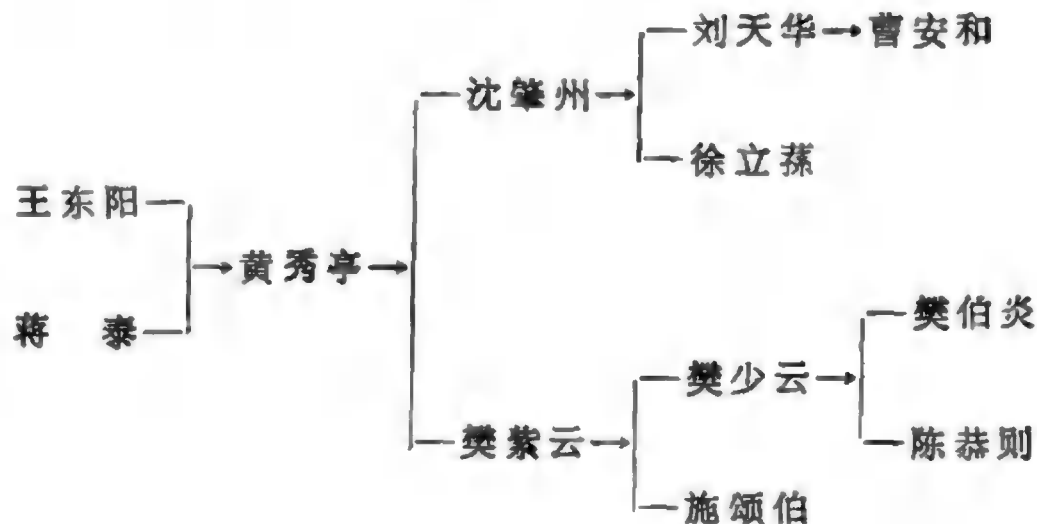 刘天华
曹安和
沈肇州
徐立荪
王东阳
黄秀亭
蒋 泰
樊伯炎
樊少云
樊紫云
陈恭则
施颂伯